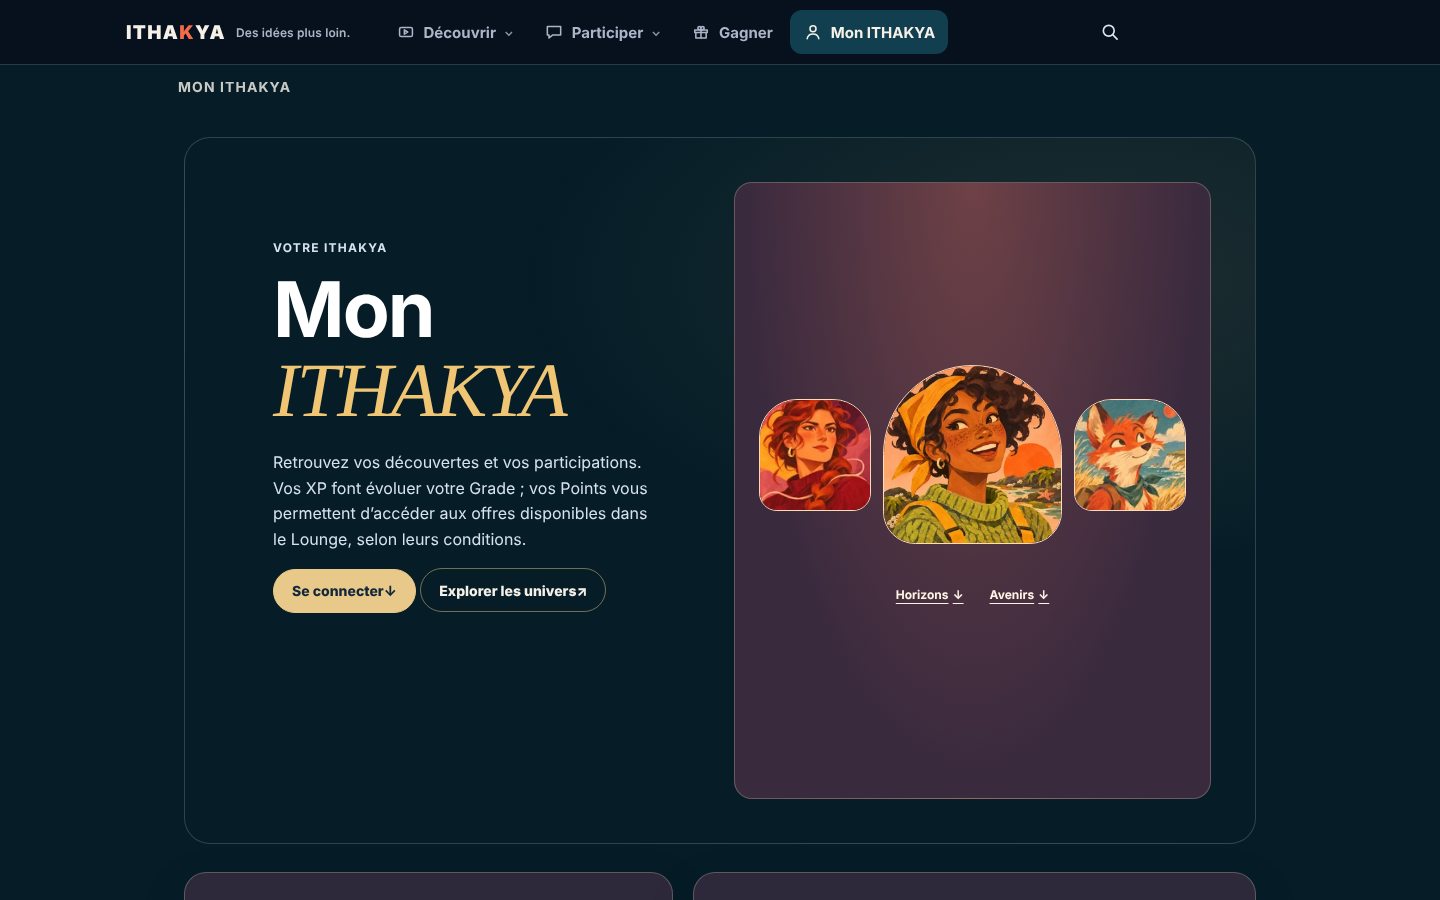 ITHAKYA Des idées plus loin. Découvrir Participer Gagner Mon ITHAKYA
MON ITHAKYA
VOTRE ITHAKYA
Mon
ITHAKYA
Retrouvez vos découvertes et vos participations.
Vos XP font évoluer votre Grade ; vos Points vous
permettent d’accéder aux offres disponibles dans
le Lounge, selon leurs conditions.
Se connecter↓ Explorer les univers↗
Horizons ↓ Avenirs ↓